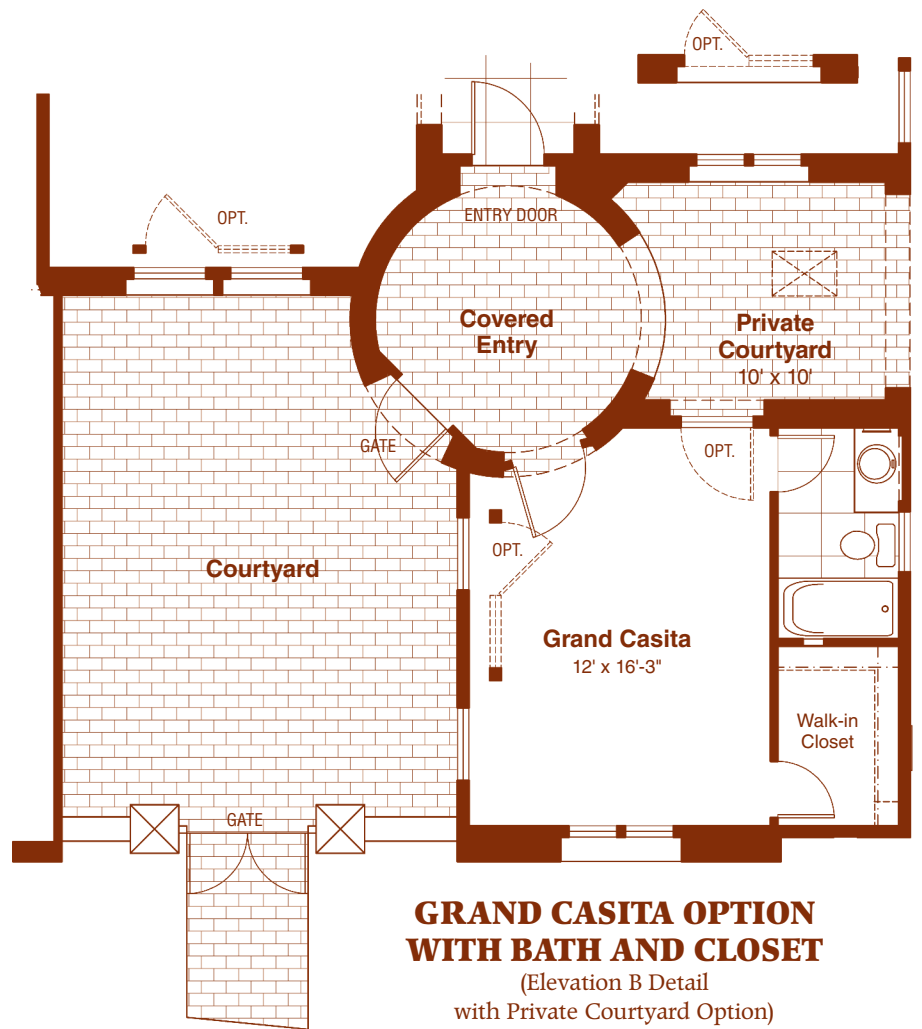 OPT.
OPT.
ENTRY DOOR
Covered
Entry
Private
Courtyard
10' x 10'
GATE
OPT.
OPT.
Courtyard
Grand Casita
12' x 16'-3"
Walk-in
Closet
GATE
GRAND CASITA OPTION
WITH BATH AND CLOSET
(Elevation B Detail
with Private Courtyard Option)